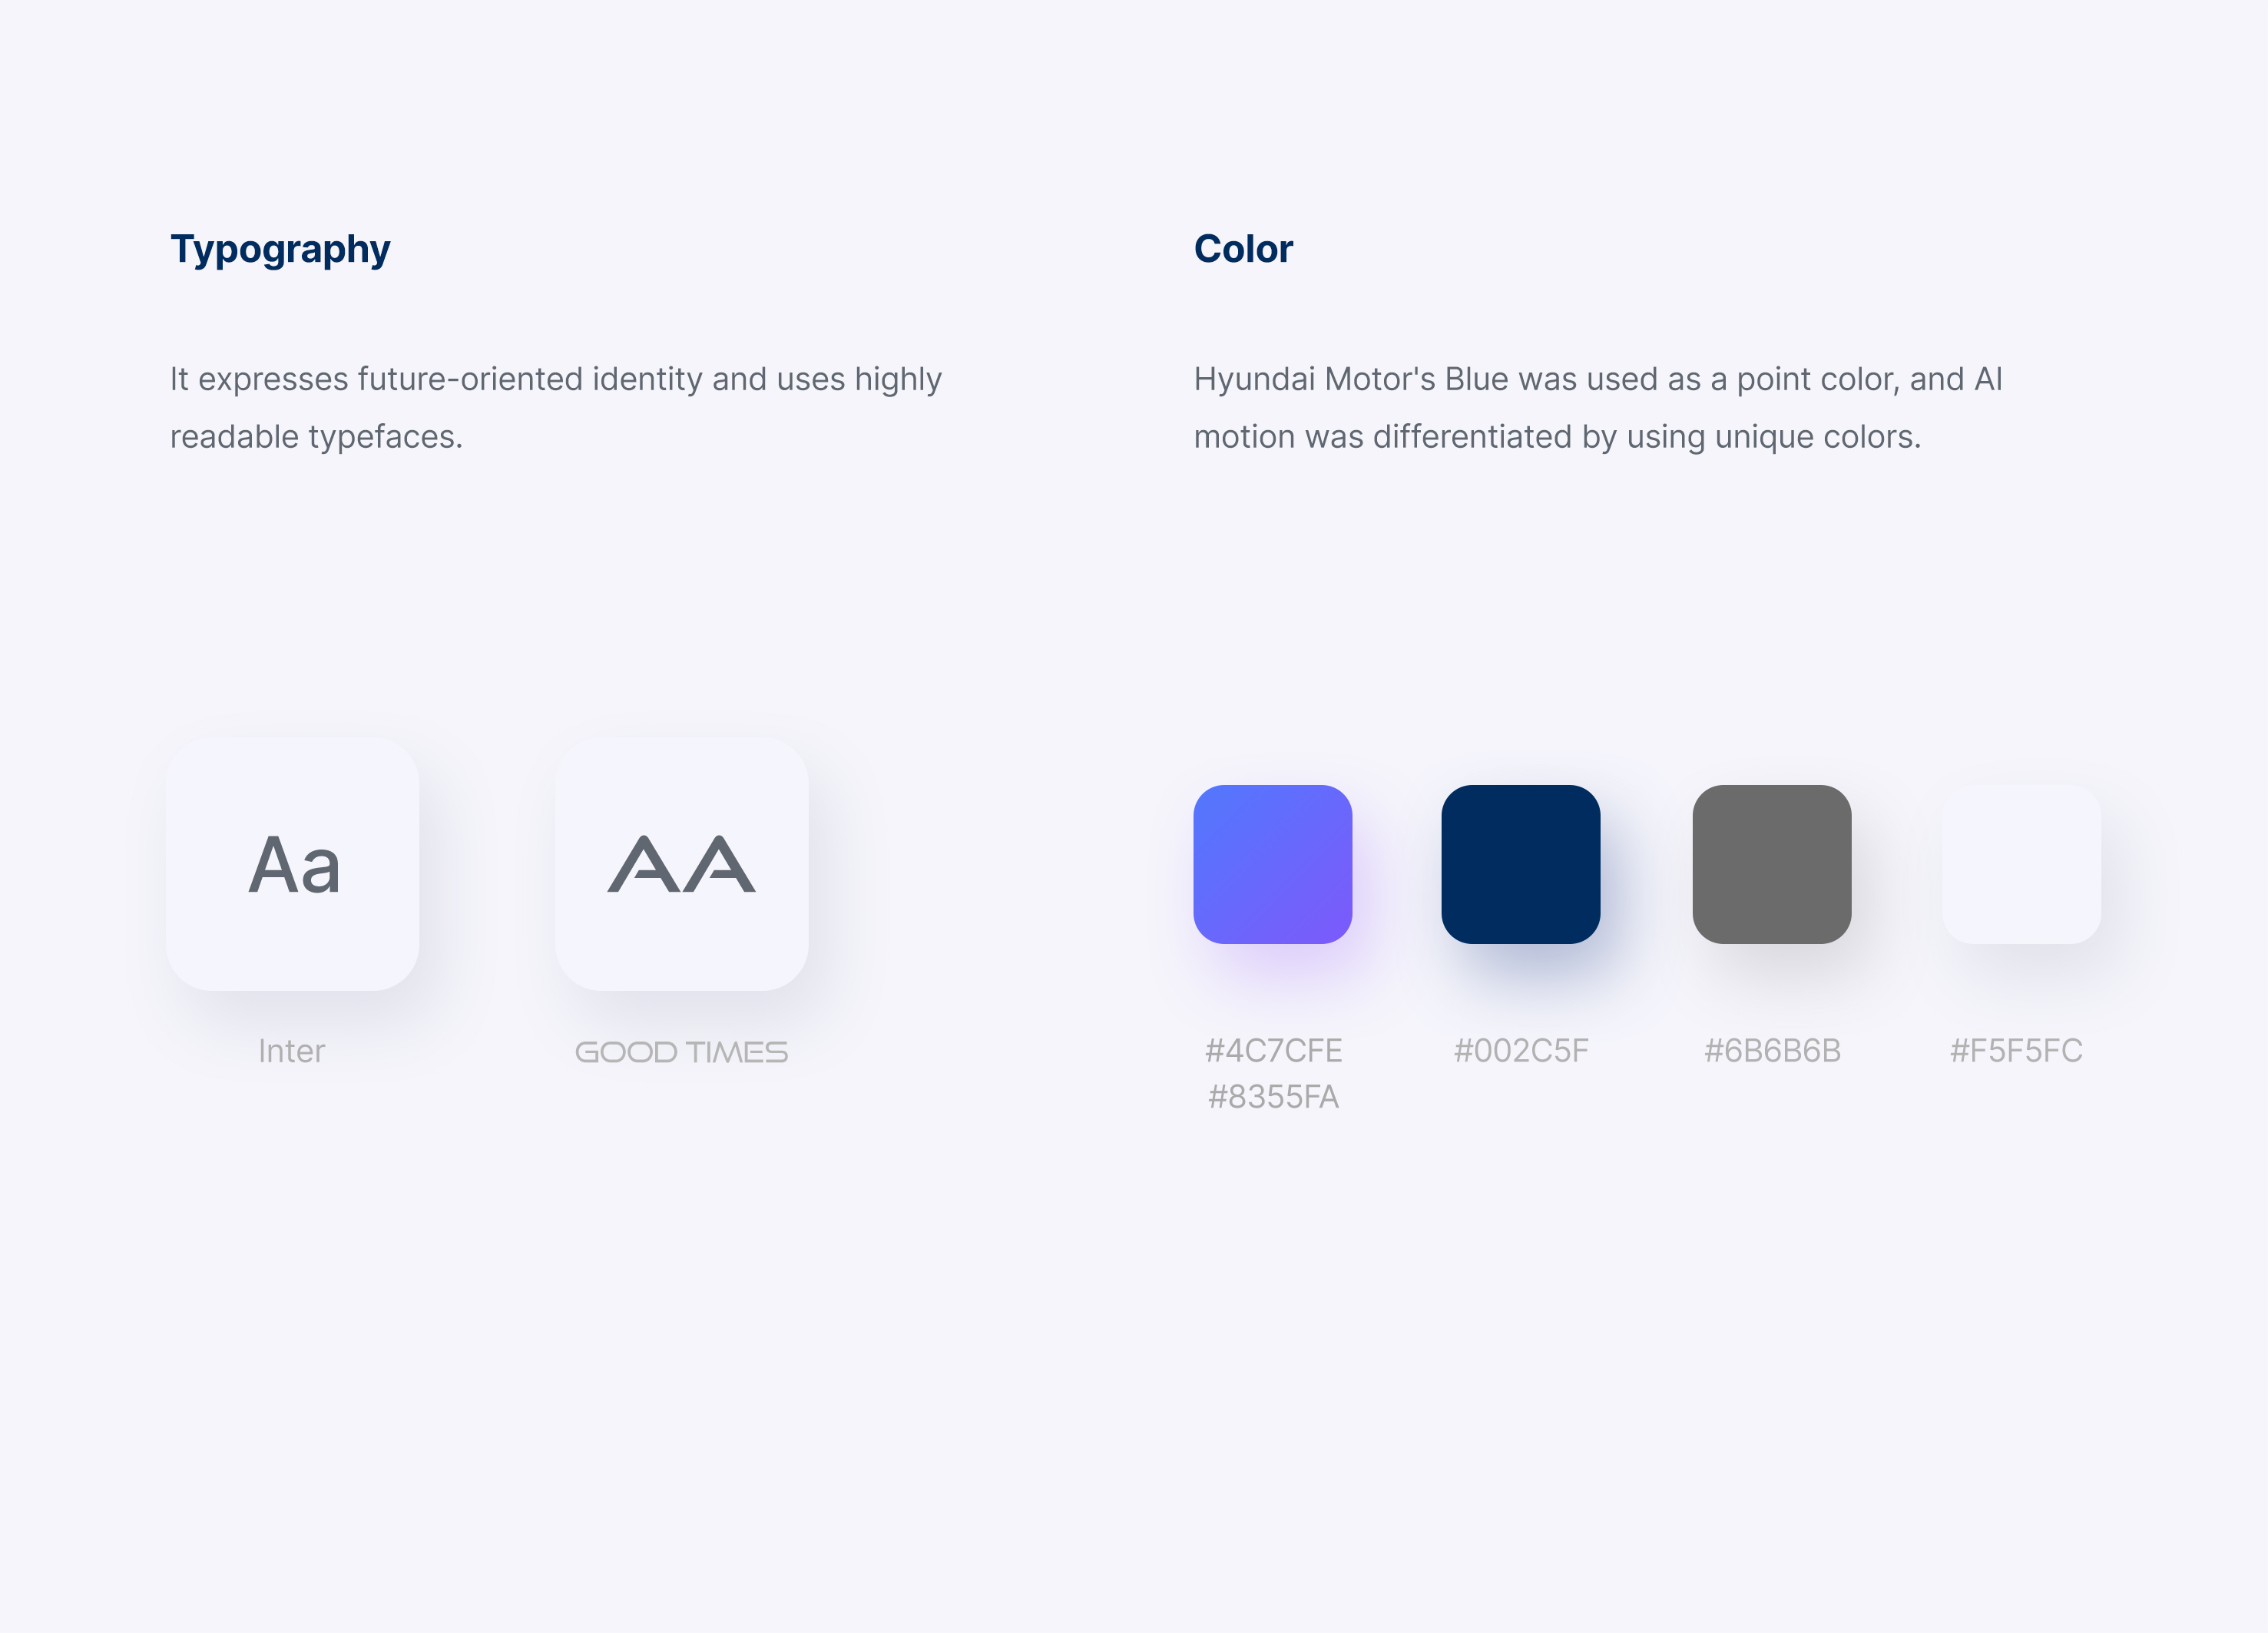 Typography
It expresses future-oriented identity and uses highly
readable typefaces.
Aa
Inter
AA
GOOD TIMES
Color
Hyundai Motor's Blue was used as a point color, and AI
motion was differentiated by using unique colors.
#4C7CFE
#8355FA
#002C5F
#6B6B6B
#F5F5FC